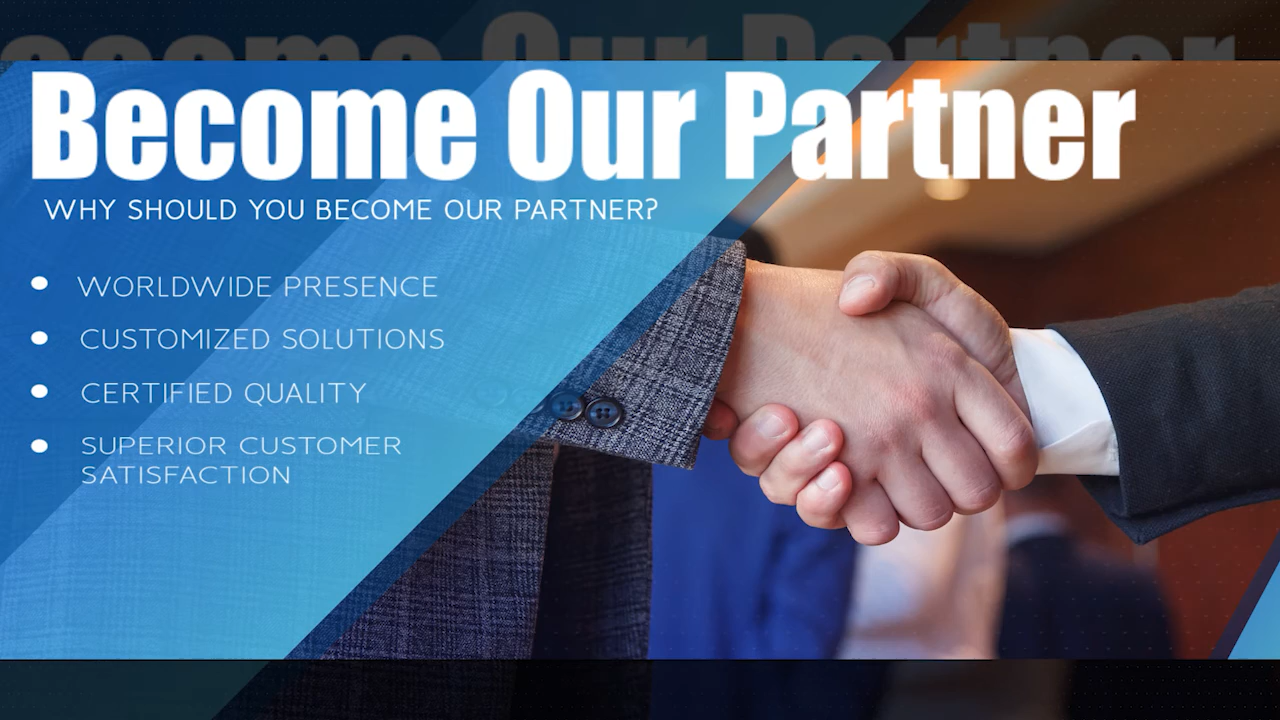 Become Our Partner
WHY SHOULD YOU BECOME OUR PARTNER?
WORLDWIDE PRESENCE
CUSTOMIZED SOLUTIONS
CERTIFIED QUALITY
SUPERIOR CUSTOMER
SATISFACTION